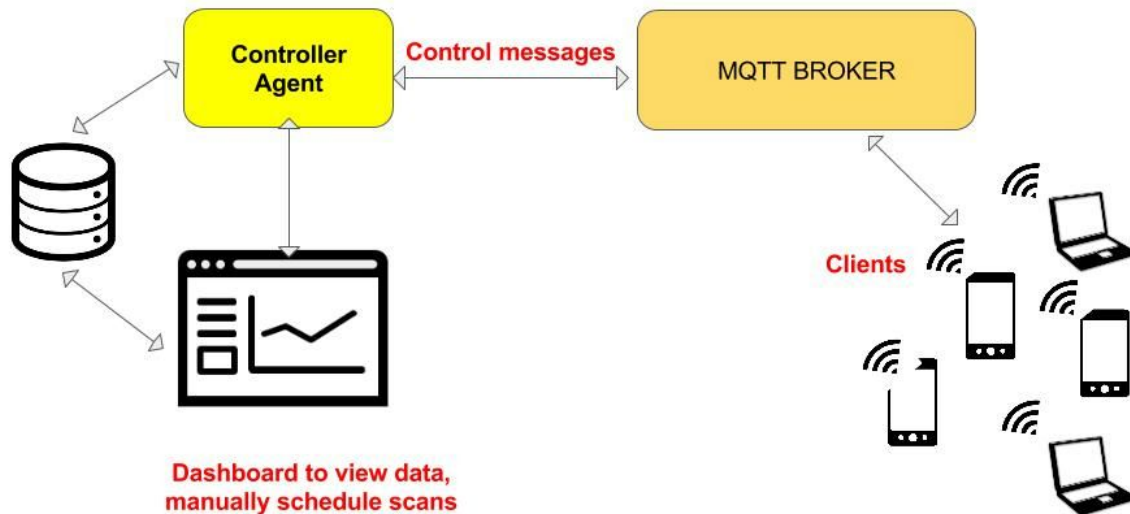 Controller
Agent
Control messages
MQTT BROKER
Clients
Dashboard to view data,
manually schedule scans